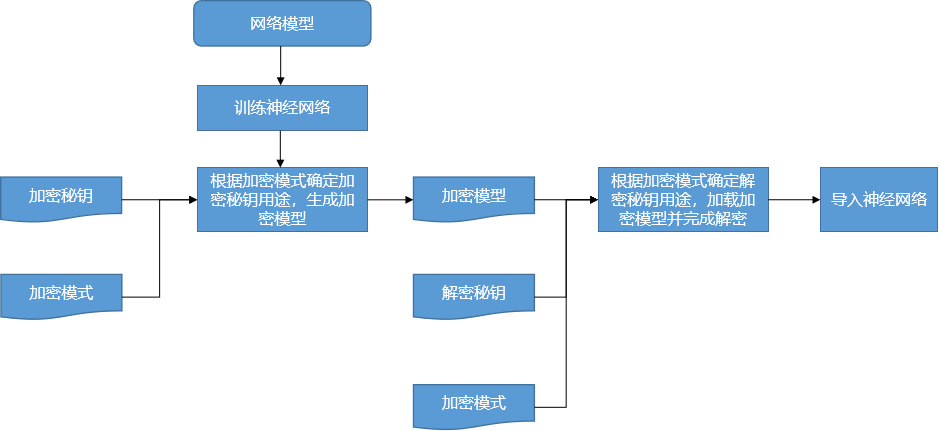 网络模型
训练神经网络
加密秘钥
根据加密模式确定加
密秘钥用途，生成加
密模型
加密模型
根据加密模式确定解
密秘钥用途，加载加
密模型并完成解密
导入神经网络
加密模式
解密秘钥
加密模式